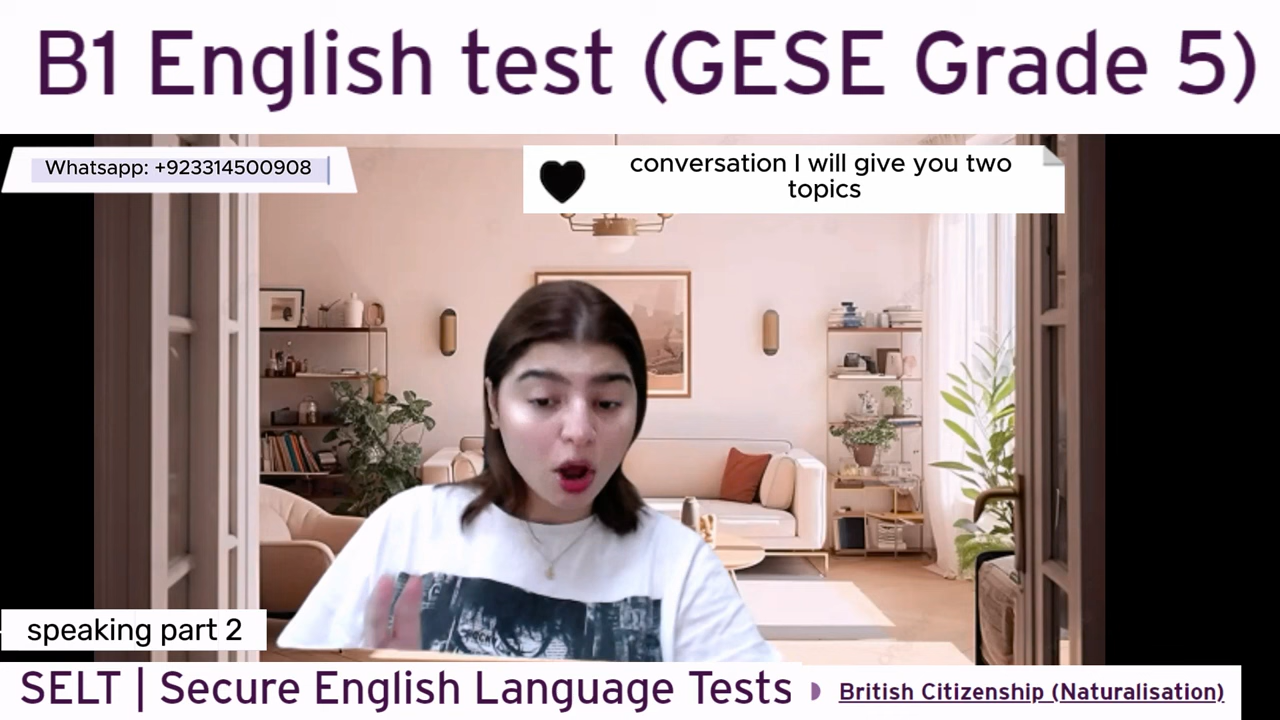 B1 English test (GESE Grade 5)
Whatsapp: +923314500908
conversation I will give you two
topics
speaking part 2
SELT | Secure English Language Tests
British Citizenship (Naturalisation)